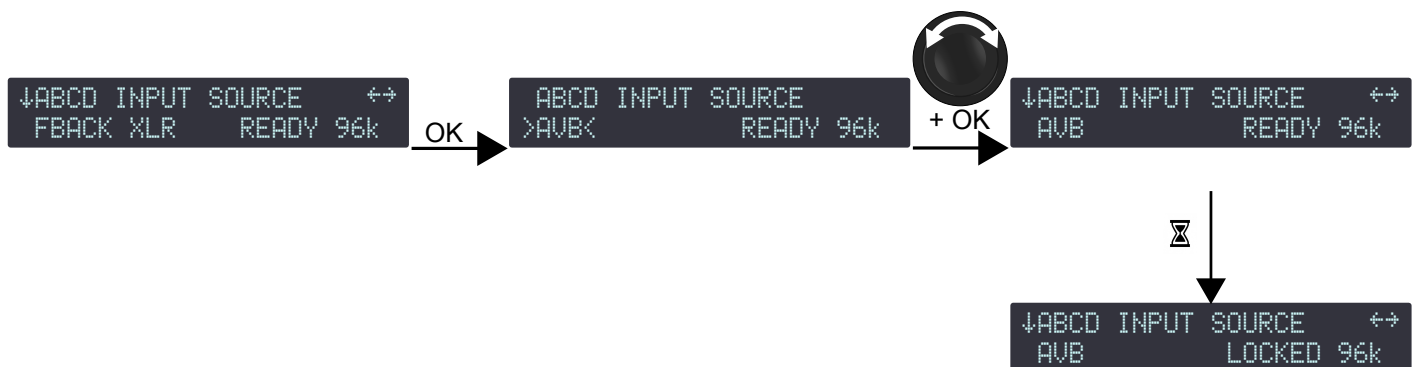 ↓ABCD INPUT SOURCE ←→
FBACK XLR READY 96k
OK
ABCD INPUT SOURCE
>AVB< READY 96k
+ OK
↓ABCD INPUT SOURCE ←→
AVB READY 96k
↓ABCD INPUT SOURCE ←→
AVB LOCKED 96k